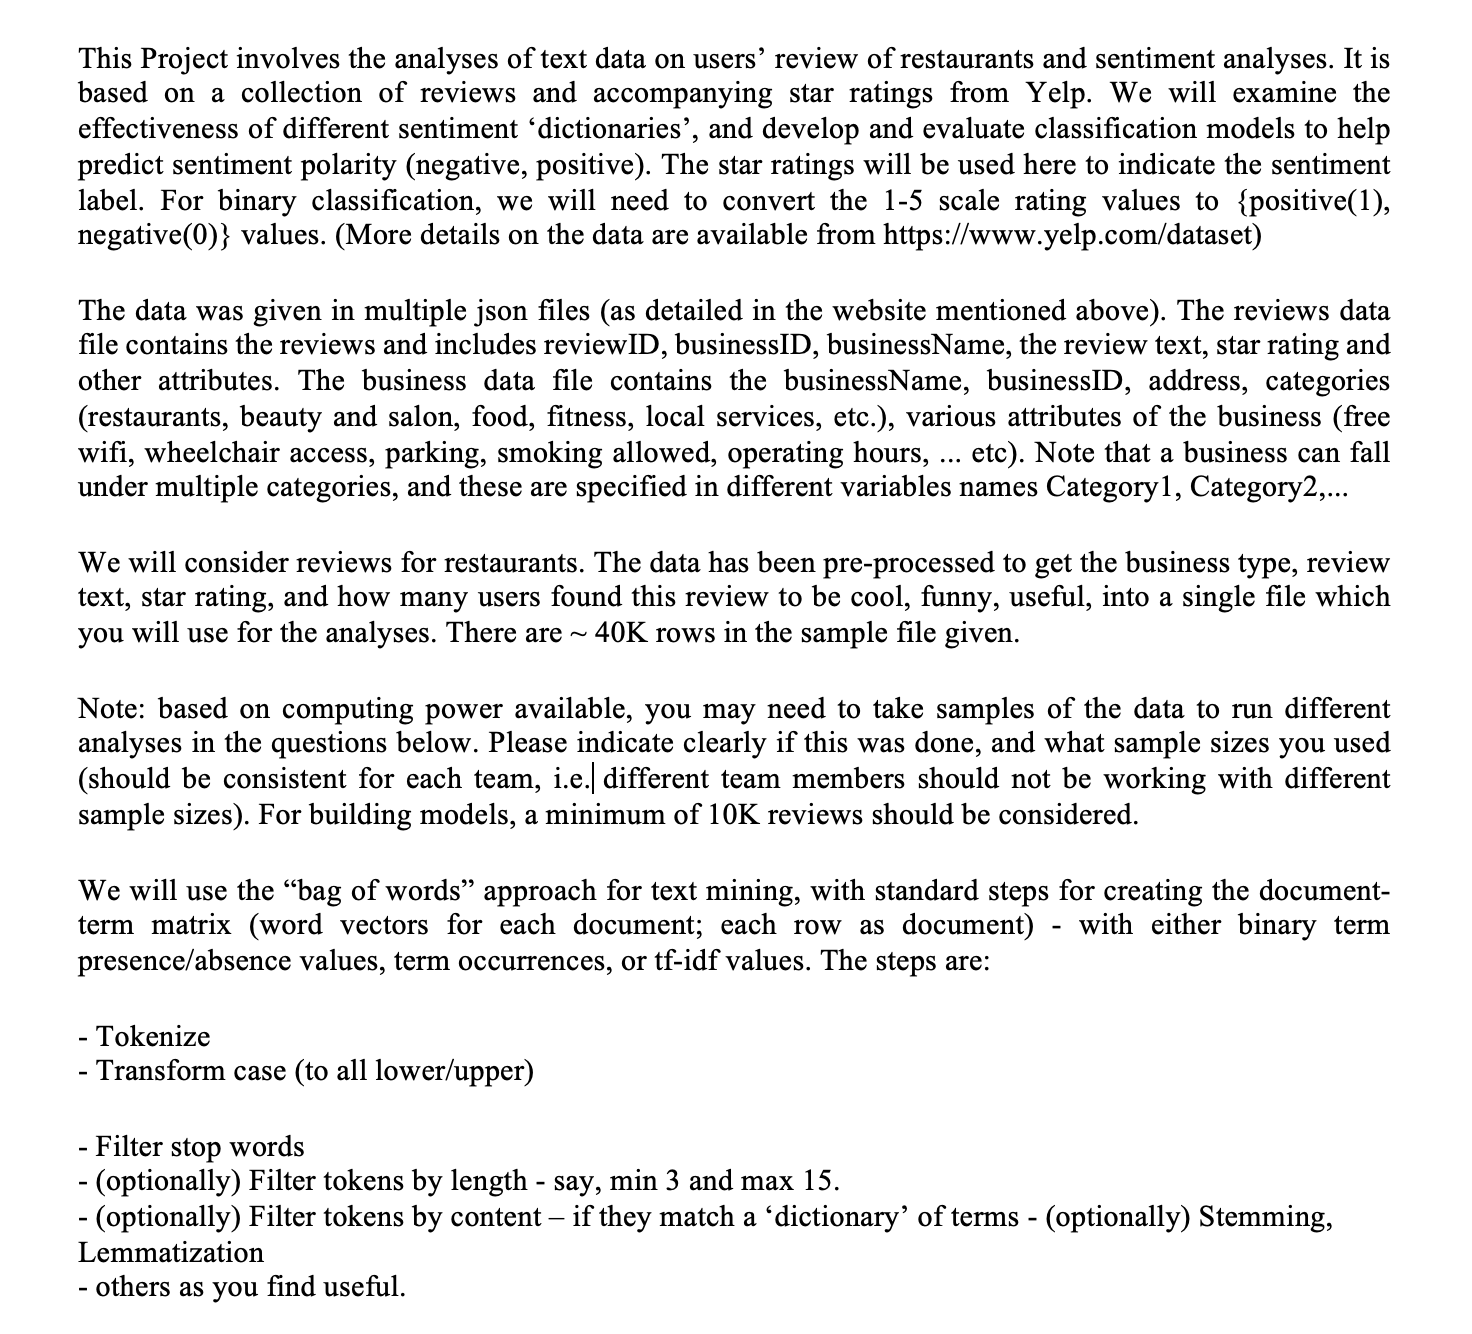 This Project involves the analyses of text data on users’ review of restaurants and sentiment analyses. It is
based on a collection of reviews and accompanying star ratings from Yelp. We will examine the
effectiveness of different sentiment ‘dictionaries’, and develop and evaluate classification models to help
predict sentiment polarity (negative, positive). The star ratings will be used here to indicate the sentiment
label. For binary classification, we will need to convert the 1-5 scale rating values to {positive(1),
negative(0)} values. (More details on the data are available from https://www.yelp.com/dataset)
The data was given in multiple json files (as detailed in the website mentioned above). The reviews data
file contains the reviews and includes reviewID, businessID, businessName, the review text, star rating and
other attributes. The business data file contains the businessName, businessID, address, categories
(restaurants, beauty and salon, food, fitness, local services, etc.), various attributes of the business (free
wifi, wheelchair access, parking, smoking allowed, operating hours, ... etc). Note that a business can fall
under multiple categories, and these are specified in different variables names Category1, Category2,...
We will consider reviews for restaurants. The data has been pre-processed to get the business type, review
text, star rating, and how many users found this review to be cool, funny, useful, into a single file which
you will use for the analyses. There are ~ 40K rows in the sample file given.
Note: based on computing power available, you may need to take samples of the data to run different
analyses in the questions below. Please indicate clearly if this was done, and what sample sizes you used
(should be consistent for each team, i.e. different team members should not be working with different
sample sizes). For building models, a minimum of 10K reviews should be considered.
We will use the “bag of words” approach for text mining, with standard steps for creating the document-
term matrix (word vectors for each document; each row as document) - with either binary term
presence/absence values, term occurrences, or tf-idf values. The steps are:
- Tokenize
- Transform case (to all lower/upper)
- Filter stop words
- (optionally) Filter tokens by length - say, min 3 and max 15.
- (optionally) Filter tokens by content – if they match a ‘dictionary’ of terms - (optionally) Stemming,
Lemmatization
- others as you find useful.